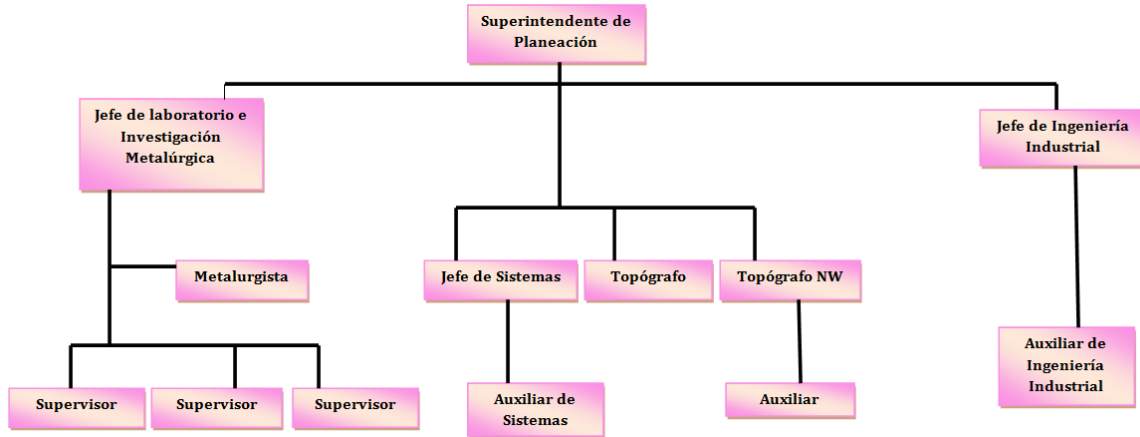 Superintendente de
Planeación
Jefe de laboratorio e
Investigación
Metalúrgica
Jefe de Ingeniería
Industrial
Metalurgista
Jefe de Sistemas
Topógrafo
Topógrafo NW
Auxiliar de
Ingeniería
Industrial
Supervisor
Supervisor
Supervisor
Auxiliar de
Sistemas
Auxiliar